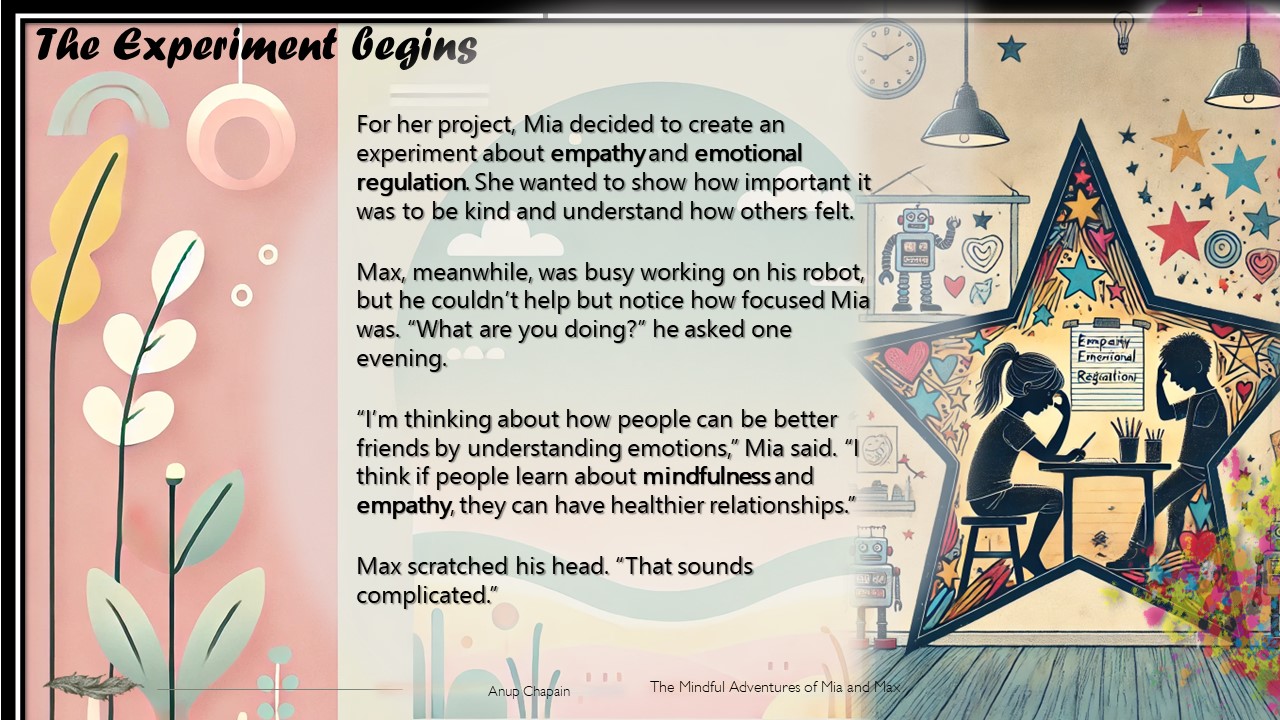 The Experiment begins
For her project, Mia decided to create an
experiment about empathy and emotional
regulation. She wanted to show how important it
was to be kind and understand how others felt.
Max, meanwhile, was busy working on his robot,
but he couldn’t help but notice how focused Mia
was. “What are you doing?” he asked one
evening.
“I’m thinking about how people can be better
friends by understanding emotions,” Mia said. “I
think if people learn about mindfulness and
empathy, they can have healthier relationships.”
Max scratched his head. “That sounds
complicated.”
Anup Chapain
The Mindful Adventures of Mia and Max